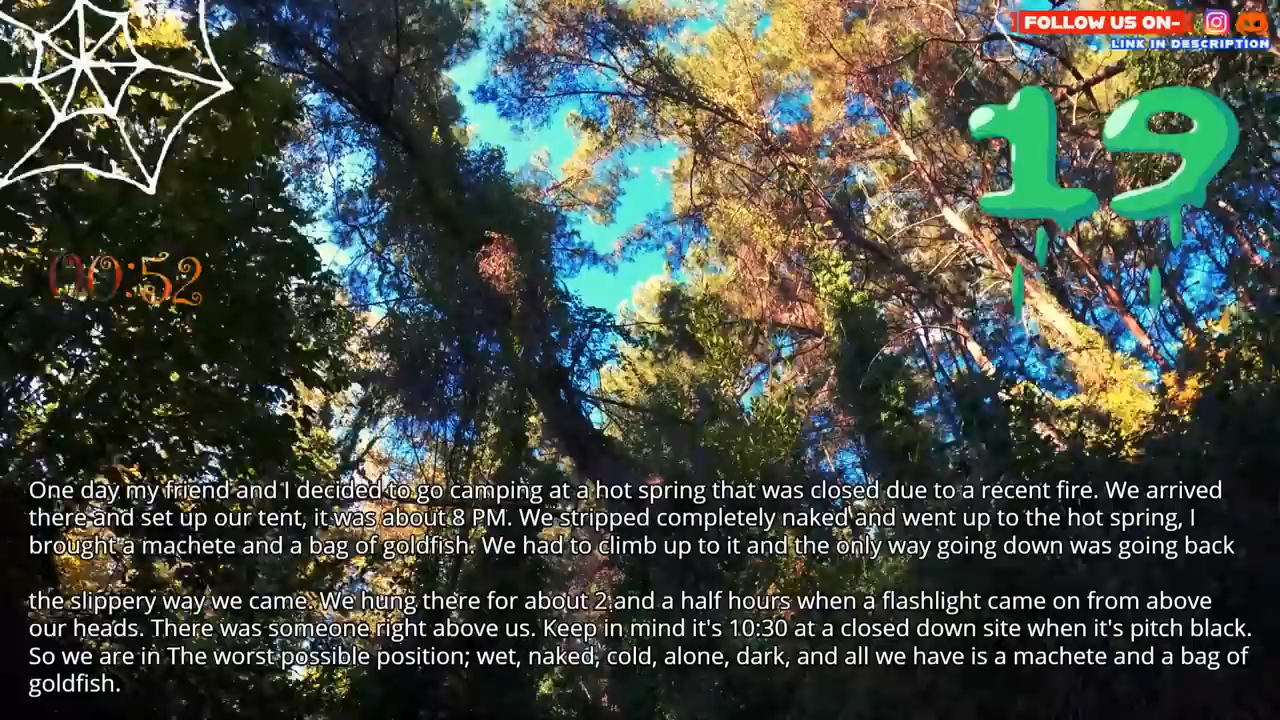 FOLLOW US ON-
LINK IN DESCRIPTION
19
00:52
One day my friend and I decided to go camping at a hot spring that was closed due to a recent fire. We arrived
there and set up our tent, it was about 8 PM. We stripped completely naked and went up to the hot spring, I
brought a machete and a bag of goldfish. We had to climb up to it and the only way going down was going back
the slippery way we came. We hung there for about 2 and a half hours when a flashlight came on from above
our heads. There was someone right above us. Keep in mind it's 10:30 at a closed down site when it's pitch black.
So we are in The worst possible position; wet, naked, cold, alone, dark, and all we have is a machete and a bag of
goldfish.